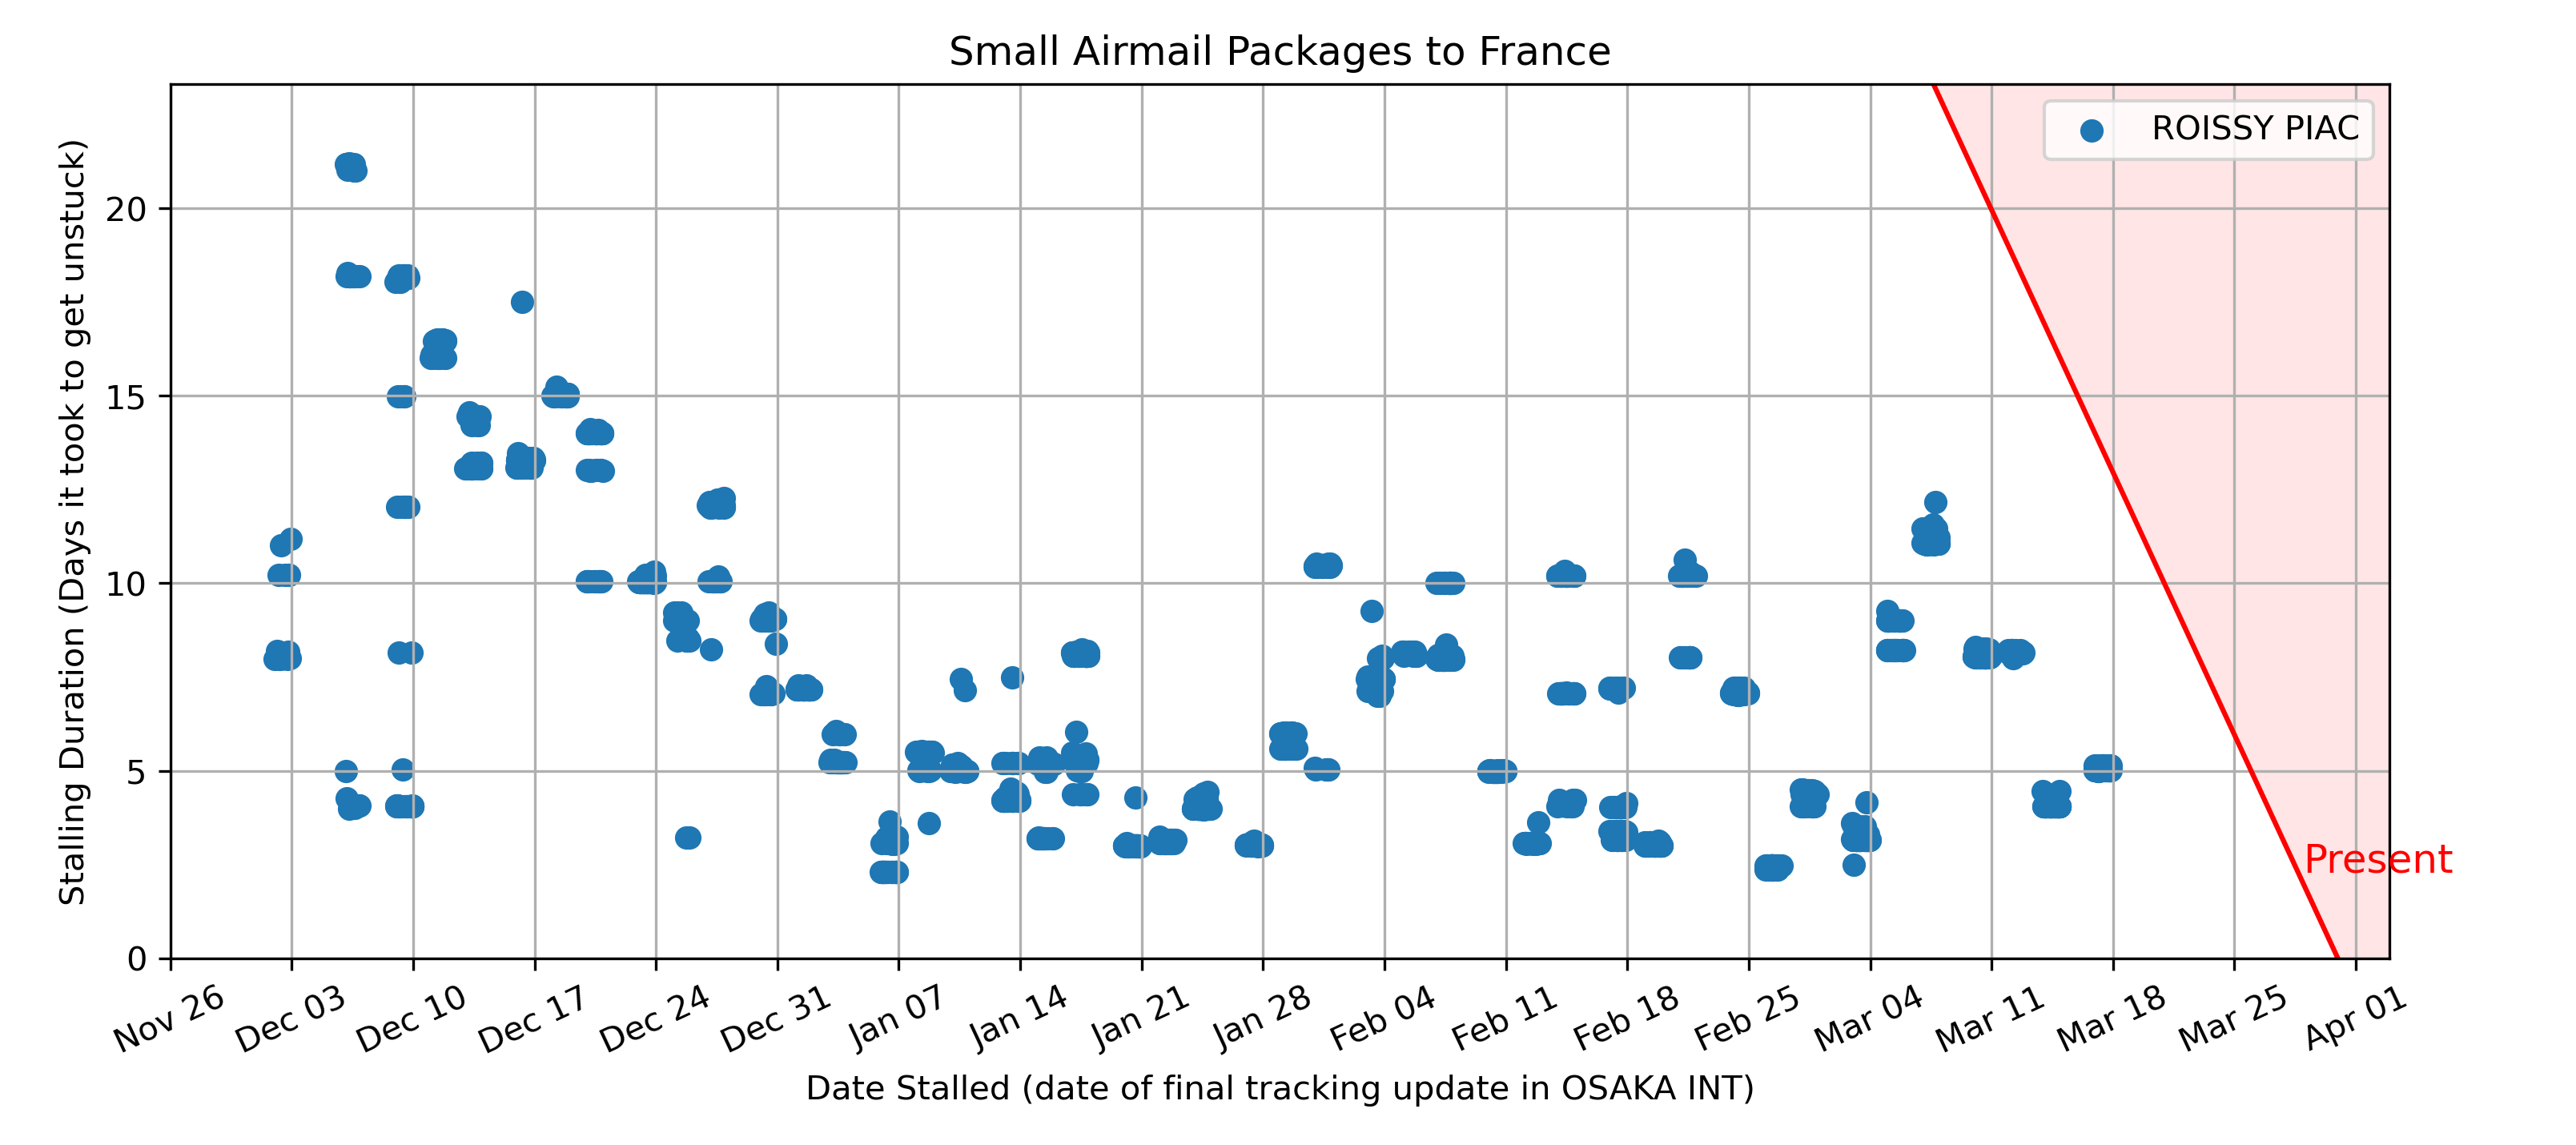 Small Airmail Packages to France
ROISSY PIAC
Stalling Duration (Days it took to get unstuck)
20
15
10
5
0
Present
Nov 26
Dec 03
Dec 10
Dec 17
Dec 24
Dec 31
Jan 07
Jan 14
Jan 21
Jan 28
Feb 04
Feb 11
Feb 18
Feb 25
Mar 04
Mar 11
Mar 18
Mar 25
Apr 01
Date Stalled (date of final tracking update in OSAKA INT)